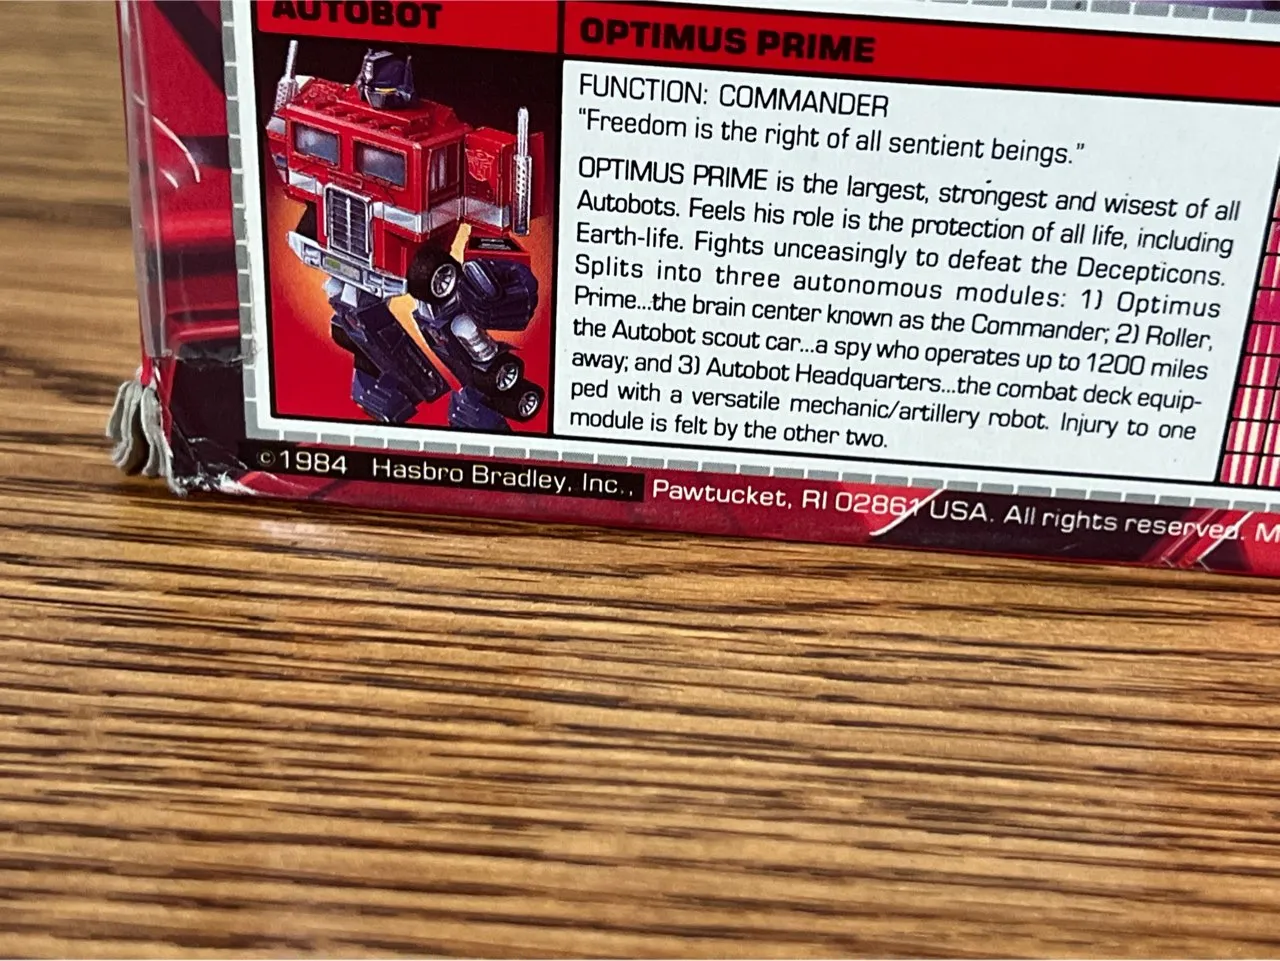 AUTOBOT
OPTIMUS PRIME
FUNCTION: COMMANDER
“Freedom is the right of all sentient beings.”
OPTIMUS PRIME is the largest, strongest and wisest of all
Autobots. Feels his role is the protection of all life, including
Earth-life. Fights unceasingly to defeat the Decepticons.
Splits into three autonomous modules: 1) Optimus
Prime...the brain center known as the Commander; 2) Roller,
the Autobot scout car...a spy who operates up to 1200 miles
away; and 3) Autobot Headquarters...the combat deck equip-
ped with a versatile mechanic/artillery robot. Injury to one
module is felt by the other two.
©1984 Hasbro Bradley, Inc., Pawtucket, RI 02861 USA. All rights reserved. M